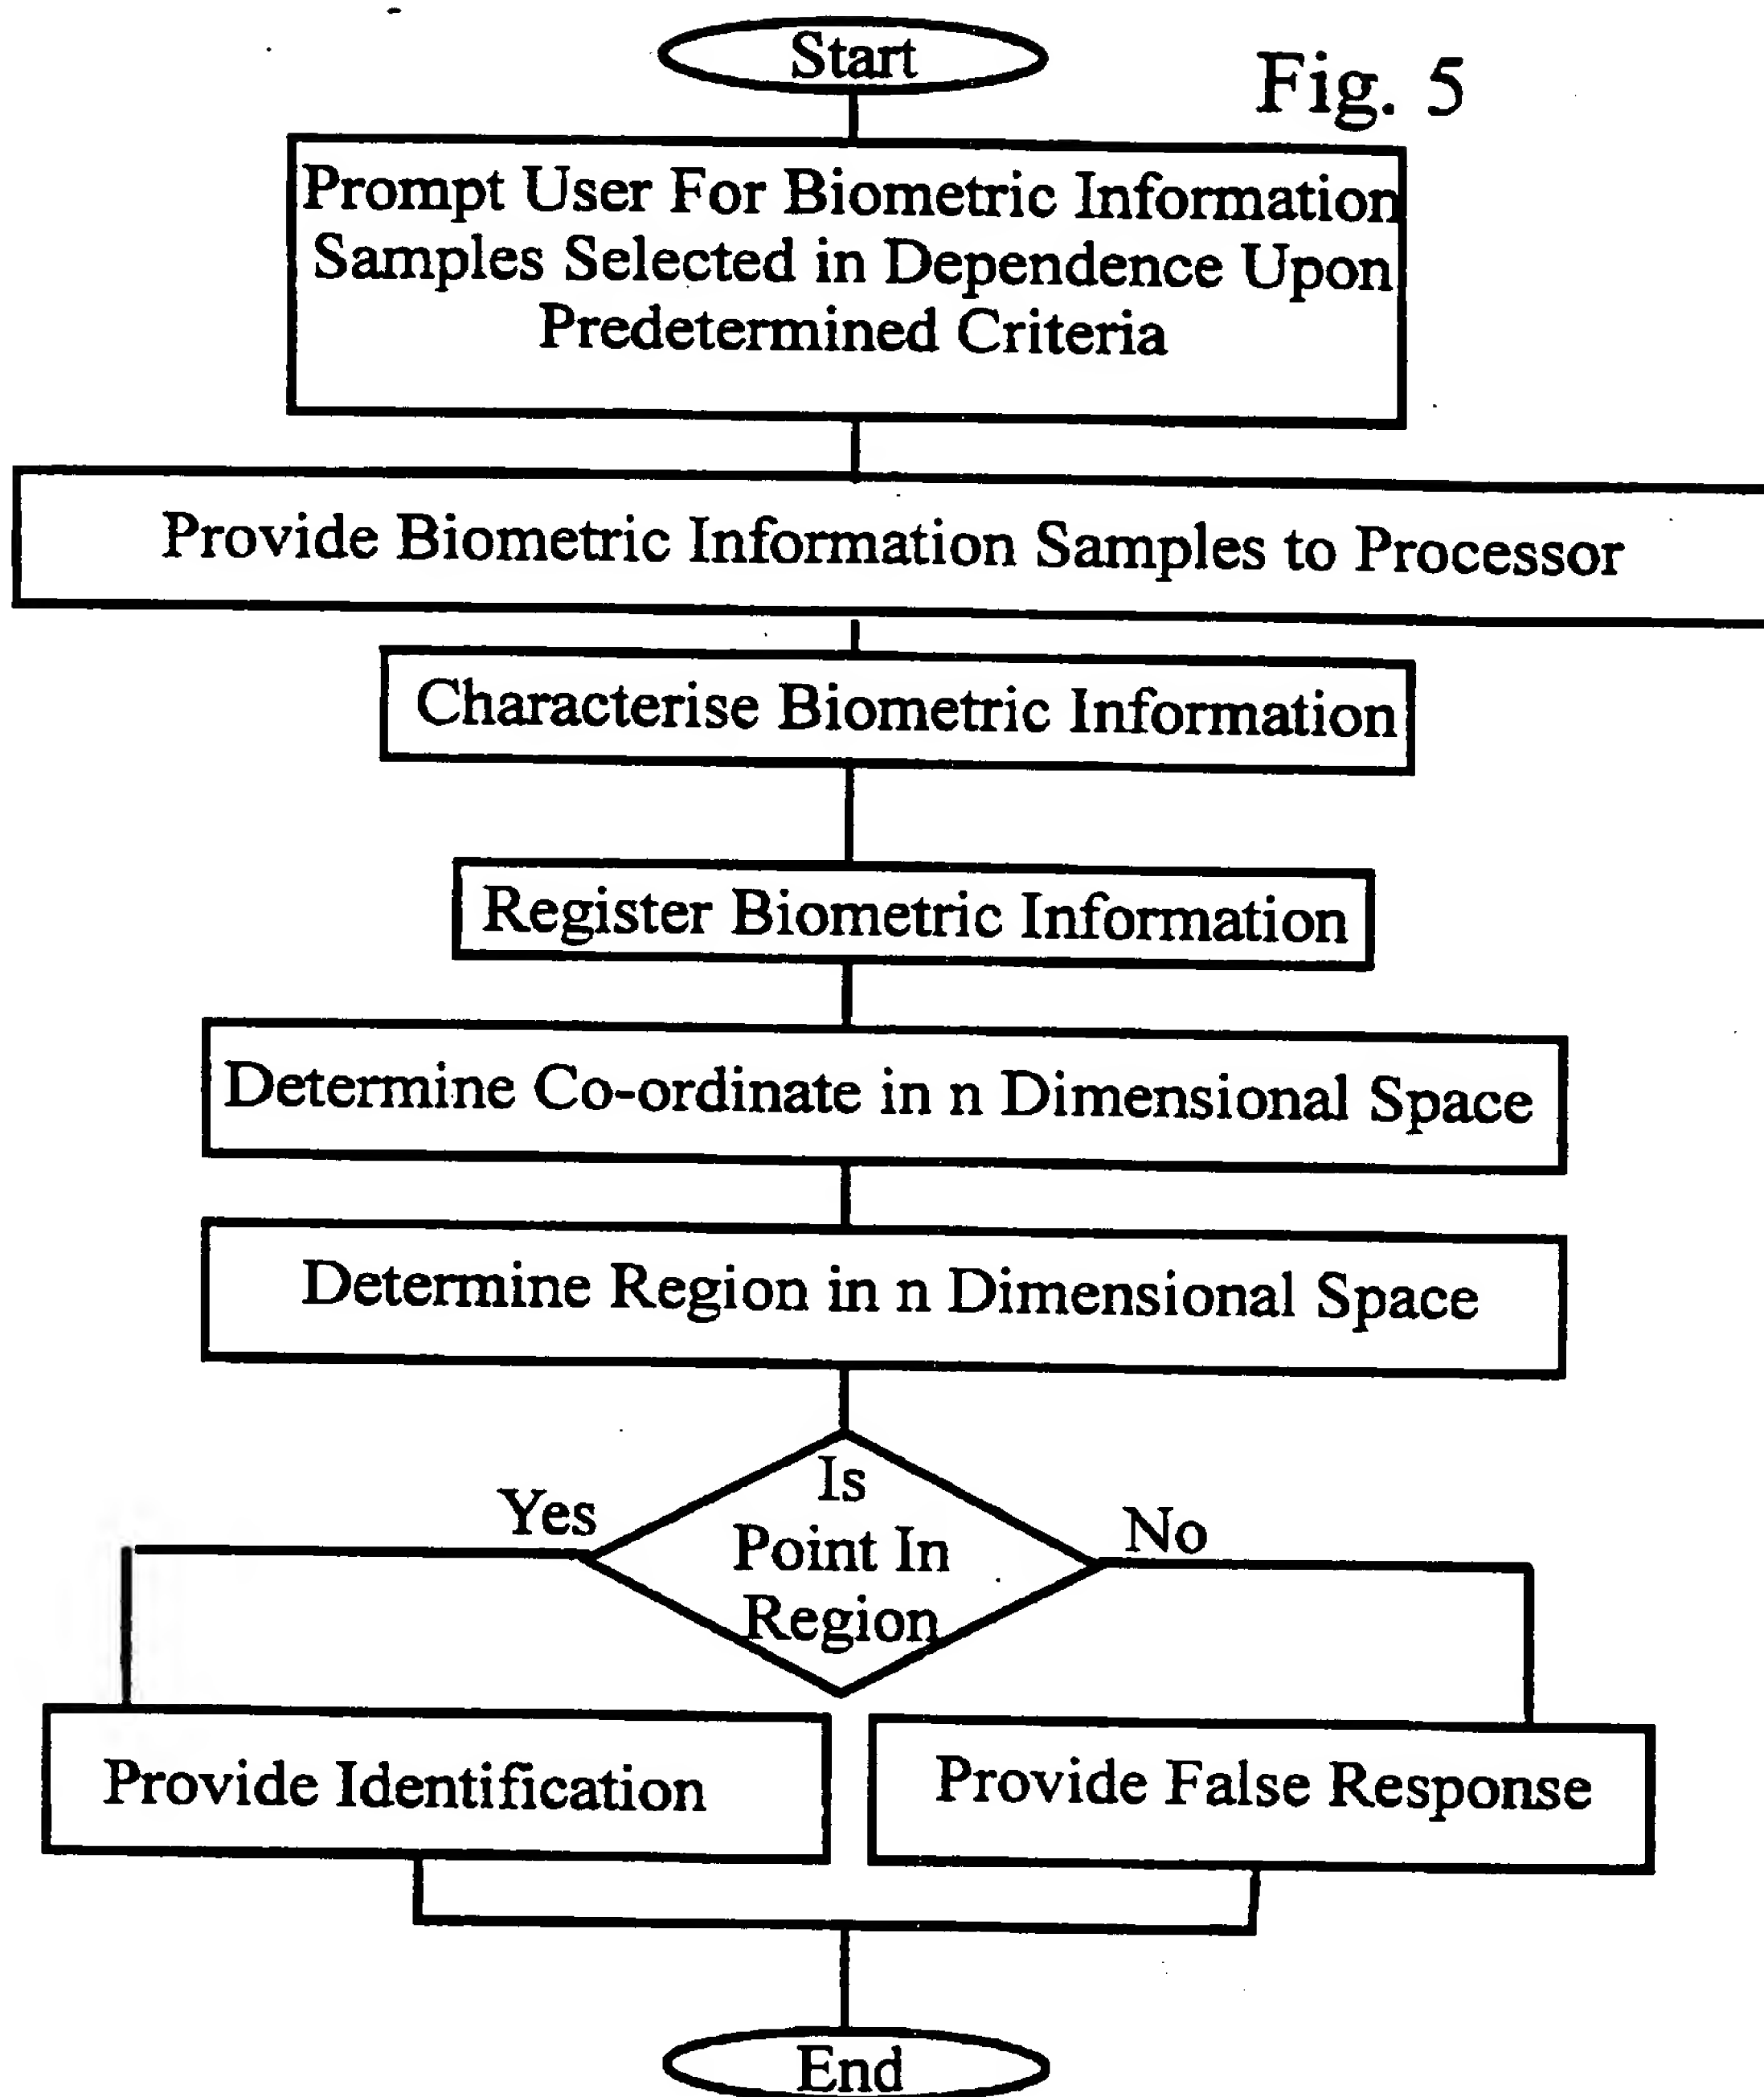 Start
Fig. 5
Prompt User For Biometric Information
Samples Selected in Dependence Upon
Predetermined Criteria
Provide Biometric Information Samples to Processor
Characterise Biometric Information
Register Biometric Information
Determine Co-ordinate in n Dimensional Space
Determine Region in n Dimensional Space
Is
Point In
Region
Yes
No
Provide Identification
Provide False Response
End